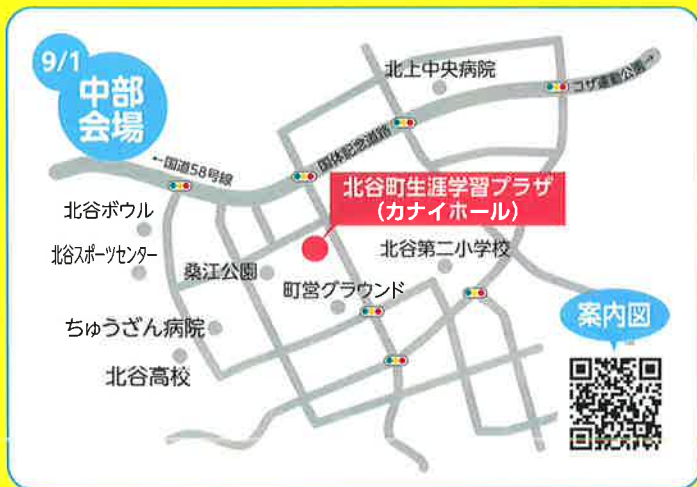 9/1
中部
会場
北上中央病院
コザ運動公園→
国体記念道路
←国道58号線
北谷町生涯学習プラザ
(カナイホール)
北谷ボウル
北谷スポーツセンター
桑江公園
北谷第二小学校
町営グラウンド
ちゅうざん病院
北谷高校
案内図